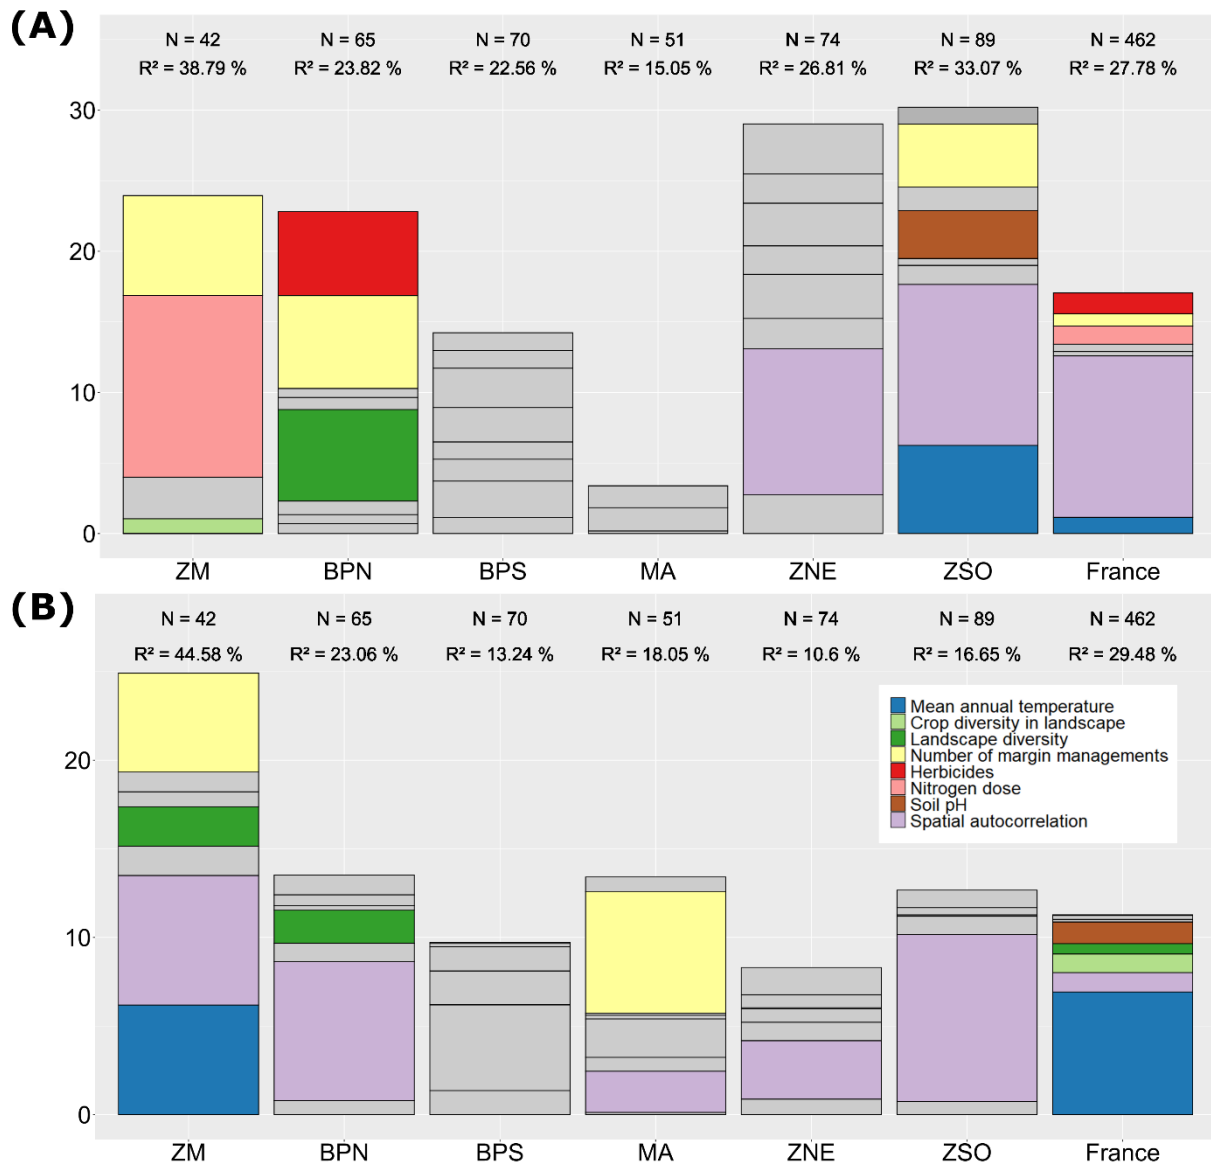 (A)
N = 42 N = 65 N = 70 N = 51 N = 74 N = 89 N = 462
R² = 38.79 % R² = 23.82 % R² = 22.56 % R² = 15.05 % R² = 26.81 % R² = 33.07 % R² = 27.78 %
30
20
10
0
ZM BPN BPS MA ZNE ZSO France
(B)
N = 42 N = 65 N = 70 N = 51 N = 74 N = 89 N = 462
R² = 44.58 % R² = 23.06 % R² = 13.24 % R² = 18.05 % R² = 10.6 % R² = 16.65 % R² = 29.48 %
Mean annual temperature
Crop diversity in landscape
Landscape diversity
Number of margin managements
Herbicides
Nitrogen dose
Soil pH
Spatial autocorrelation
20
10
0
ZM BPN BPS MA ZNE ZSO France